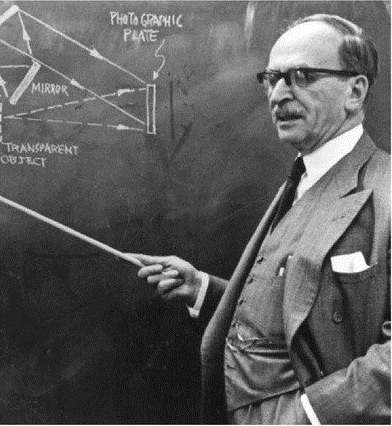 PHOTOGRAPHIC
PLATE
MIRROR
TRANSPARENT
OBJECT